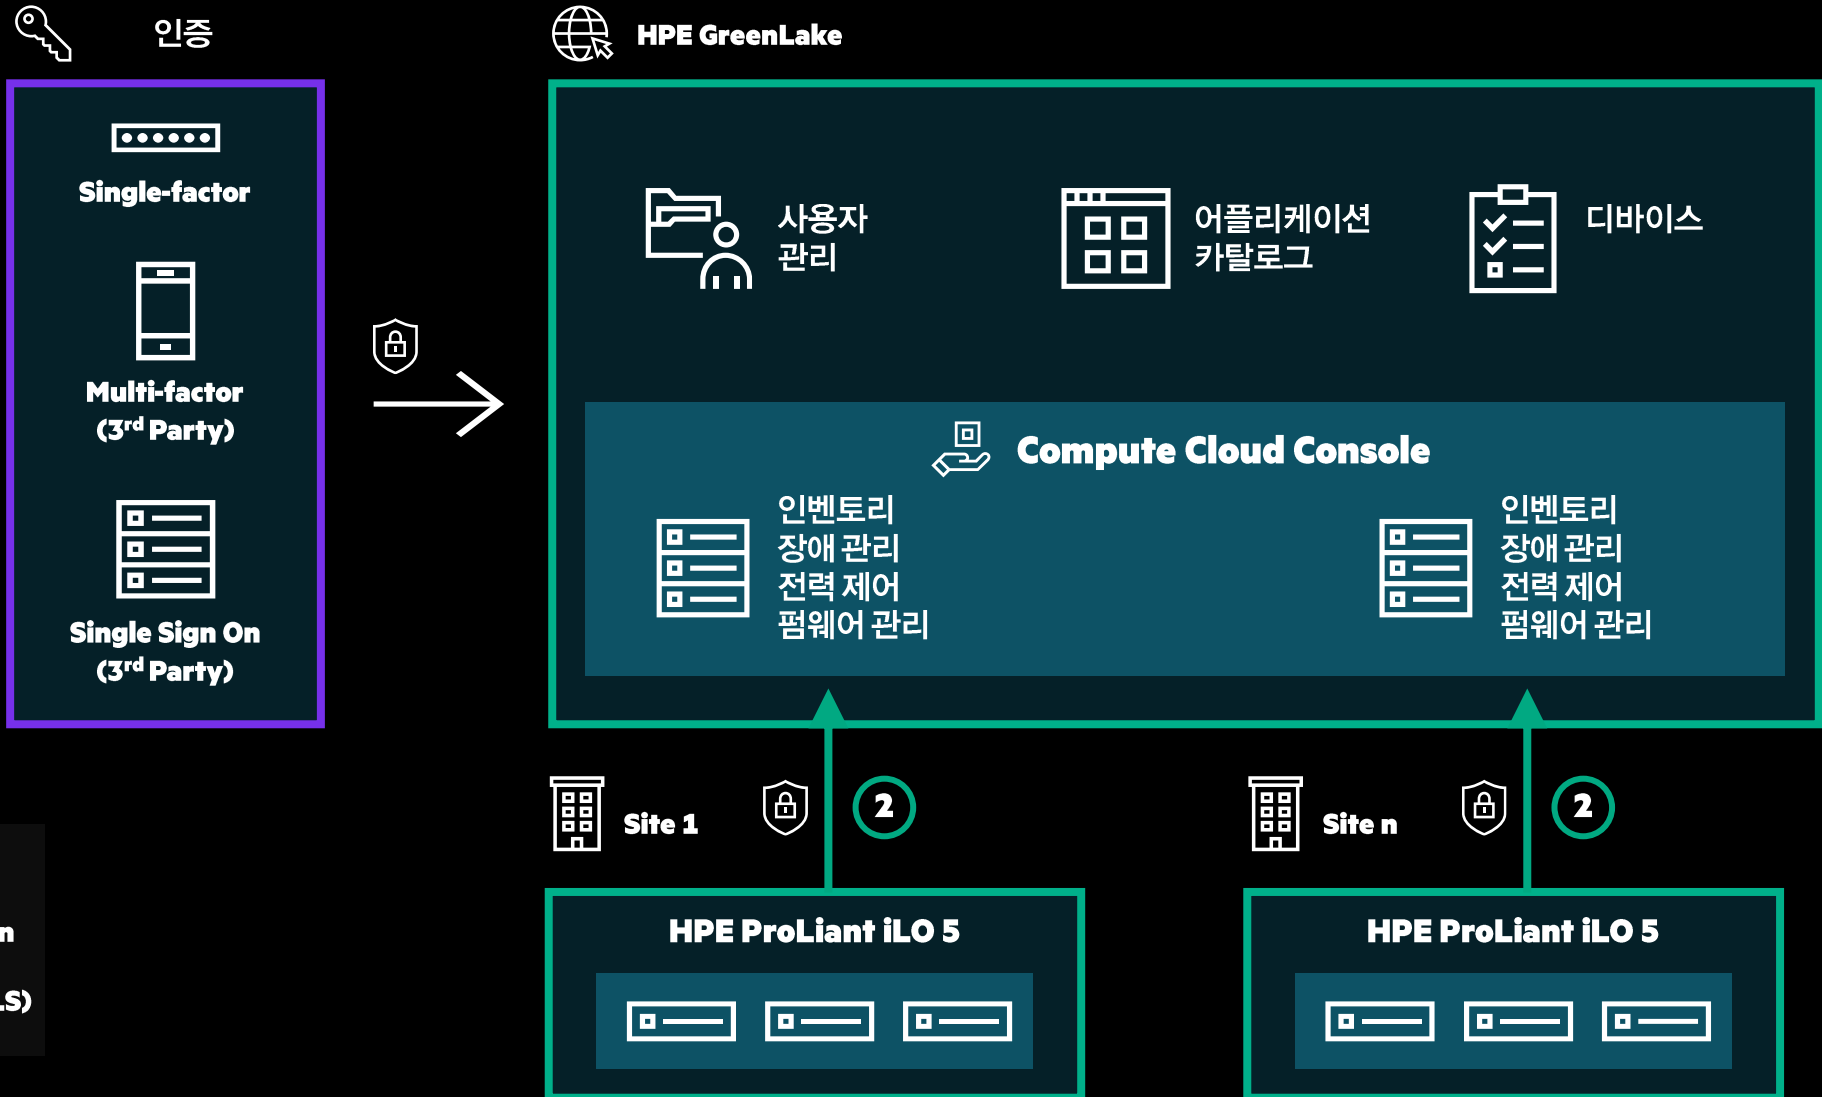 인증
Single-factor
Multi-factor
(3rd Party)
Single Sign On
(3rd Party)
HPE GreenLake
사용자
관리
어플리케이션
카탈로그
디바이스
Compute Cloud Console
인벤토리
장애 관리
전력 제어
펌웨어 관리
인벤토리
장애 관리
전력 제어
펌웨어 관리
Site 1
2
Site n
2
HPE ProLiant iLO 5
HPE ProLiant iLO 5
n
LS)